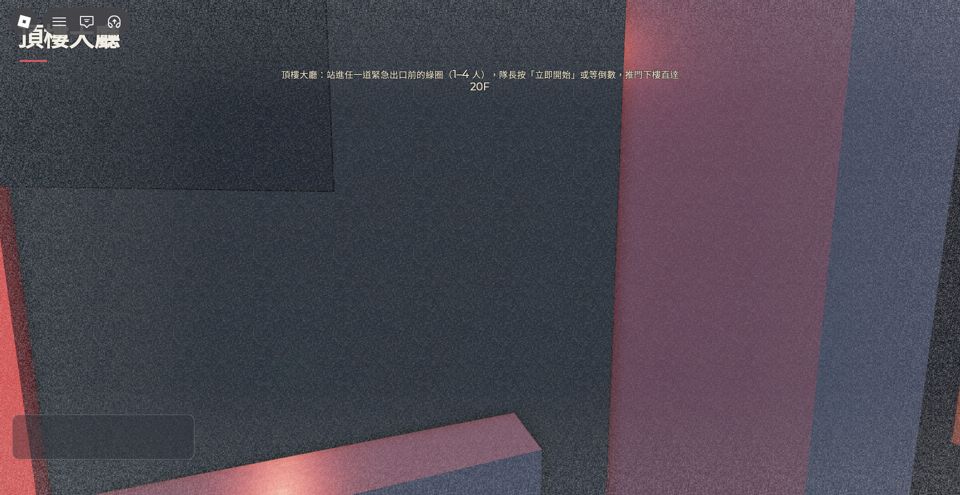 頂樓大廳
頂樓大廳：站進任一道緊急出口前的綠圈（1–4 人），隊長按「立即開始」或等倒數，推門下樓直達
20F